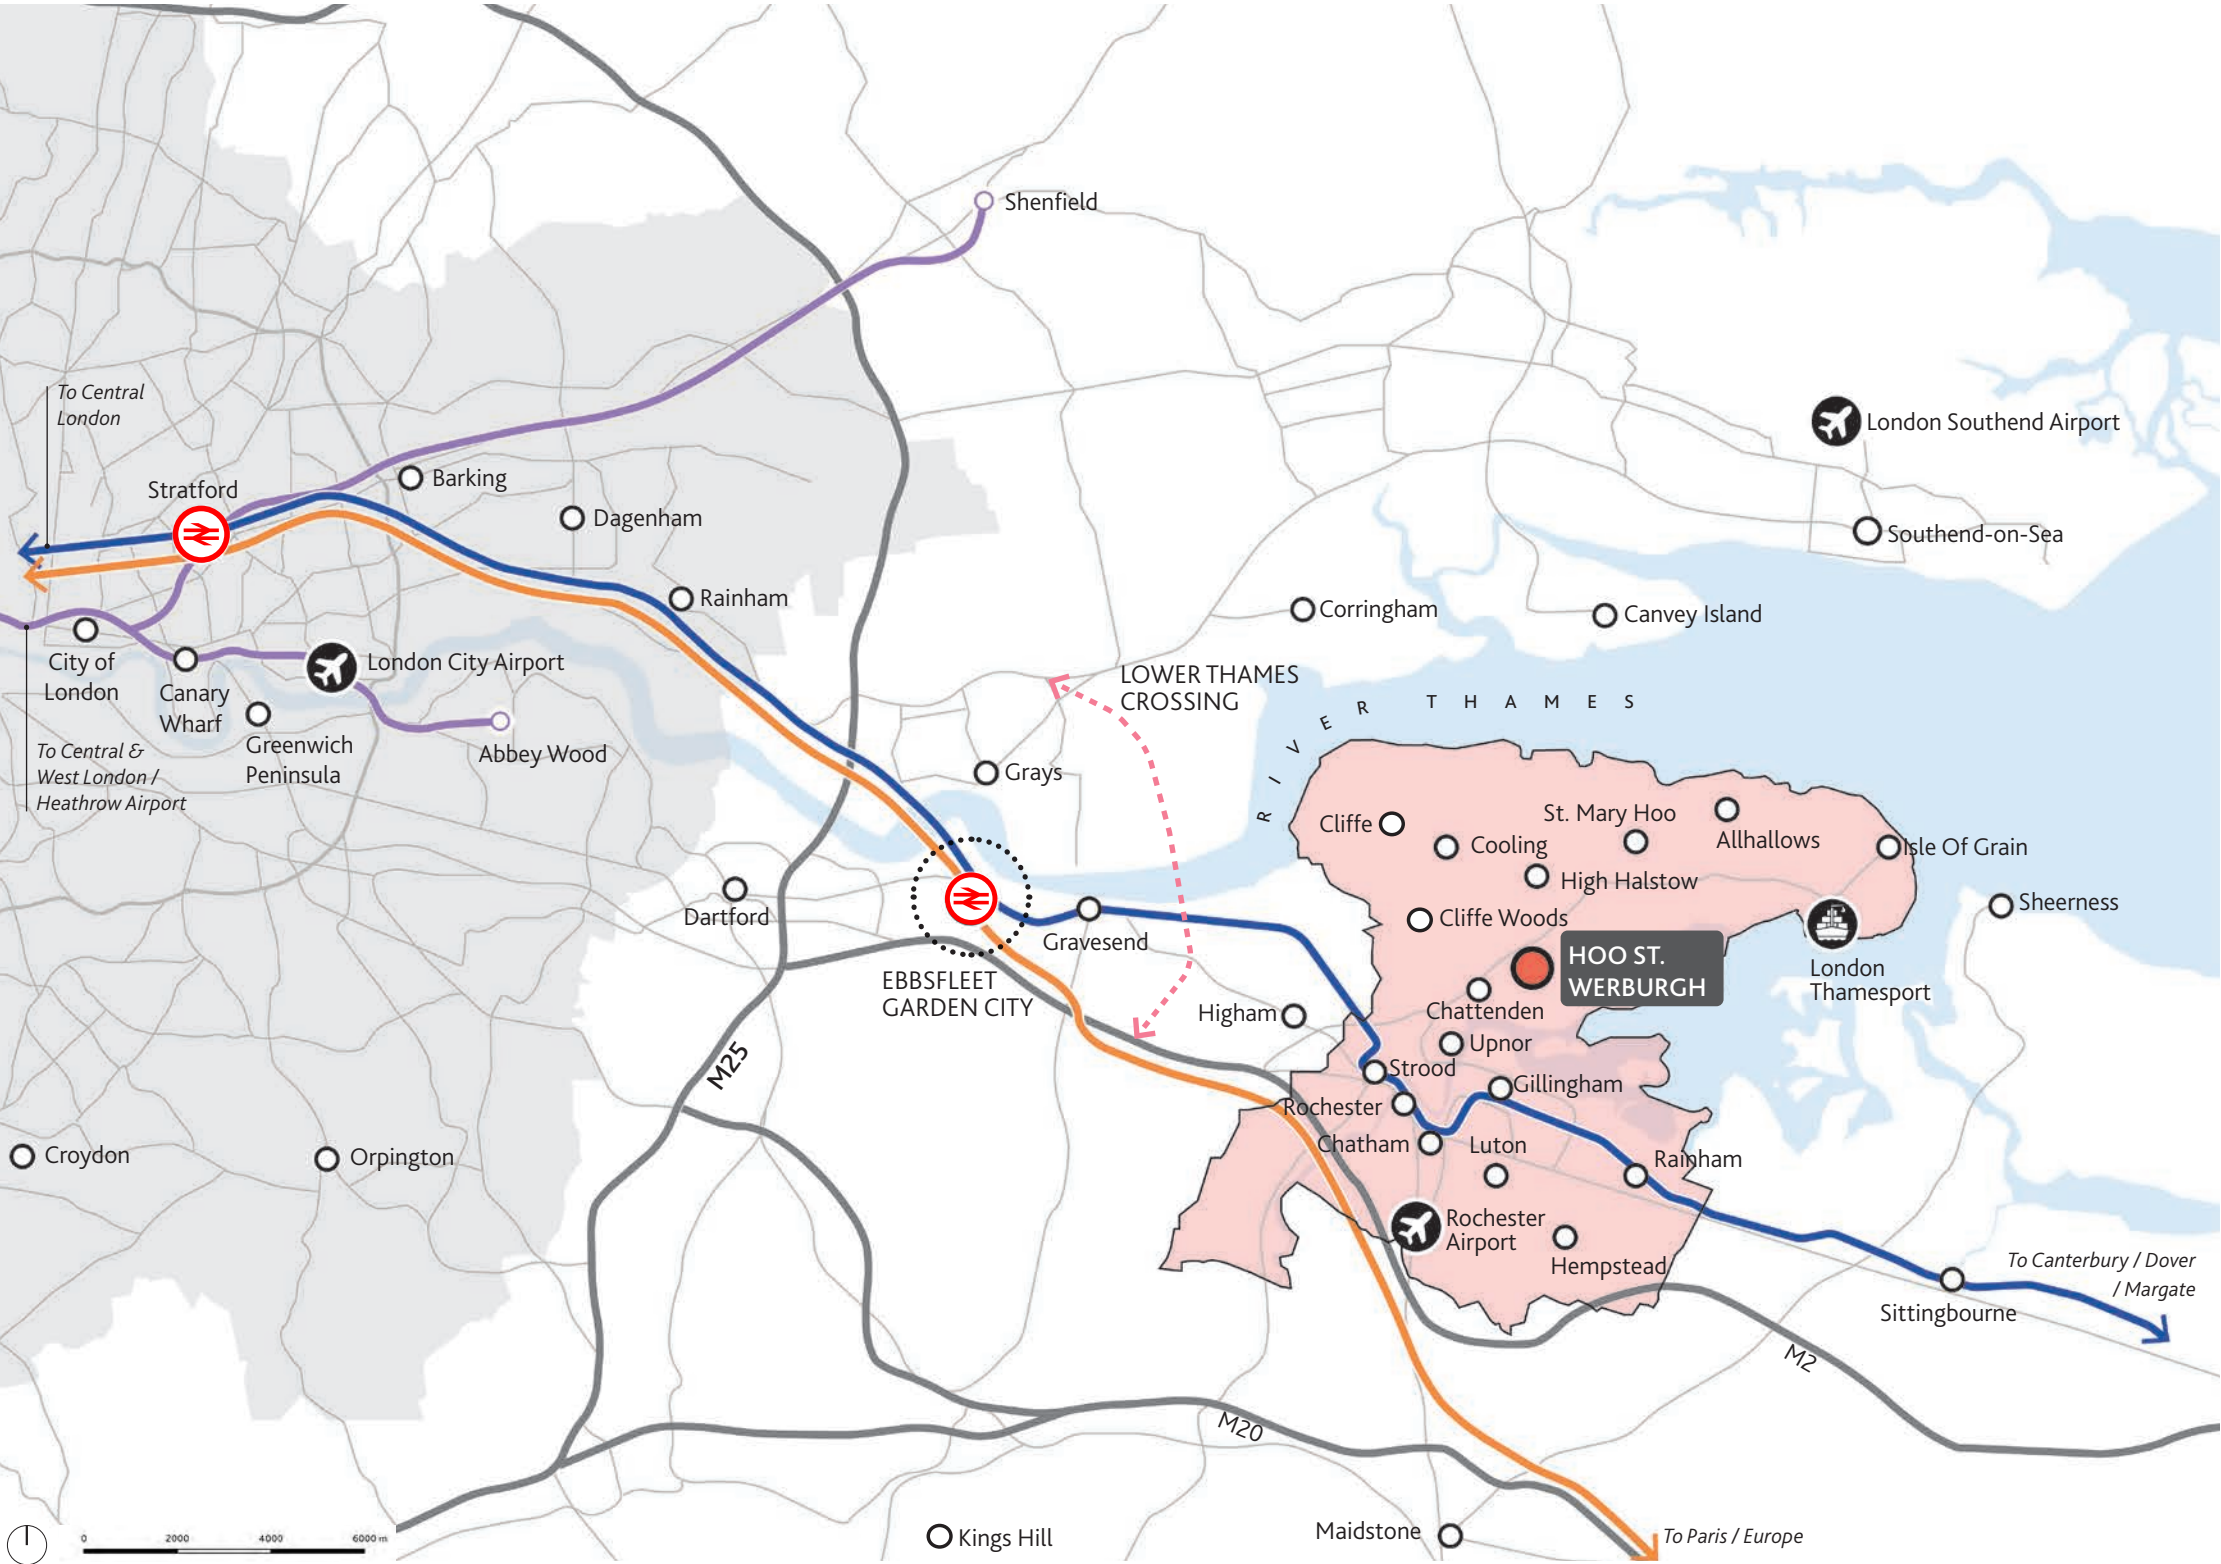 Shenfield
To Central
London
London Southend Airport
Stratford
Barking
Dagenham
Southend-on-Sea
Rainham
Corringham
Canvey Island
City of
London
Canary
Wharf
London City Airport
Greenwich
Peninsula
Abbey Wood
To Central &
West London /
Heathrow Airport
LOWER THAMES
CROSSING
RIVER THAMES
Grays
Cliffe
Cooling
St. Mary Hoo
Allhallows
Isle Of Grain
High Halstow
Dartford
Cliffe Woods
Sheerness
Gravesend
HOO ST.
WERBURGH
London
Thamesport
EBBSFLEET
GARDEN CITY
Higham
Chattenden
Upnor
M25
Strood
Gillingham
Rochester
Chatham
Luton
Rainham
Croydon
Orpington
Rochester
Airport
Hempstead
To Canterbury / Dover
/ Margate
Sittingbourne
M2
M20
0 2000 4000 6000 m
Kings Hill
Maidstone
To Paris / Europe